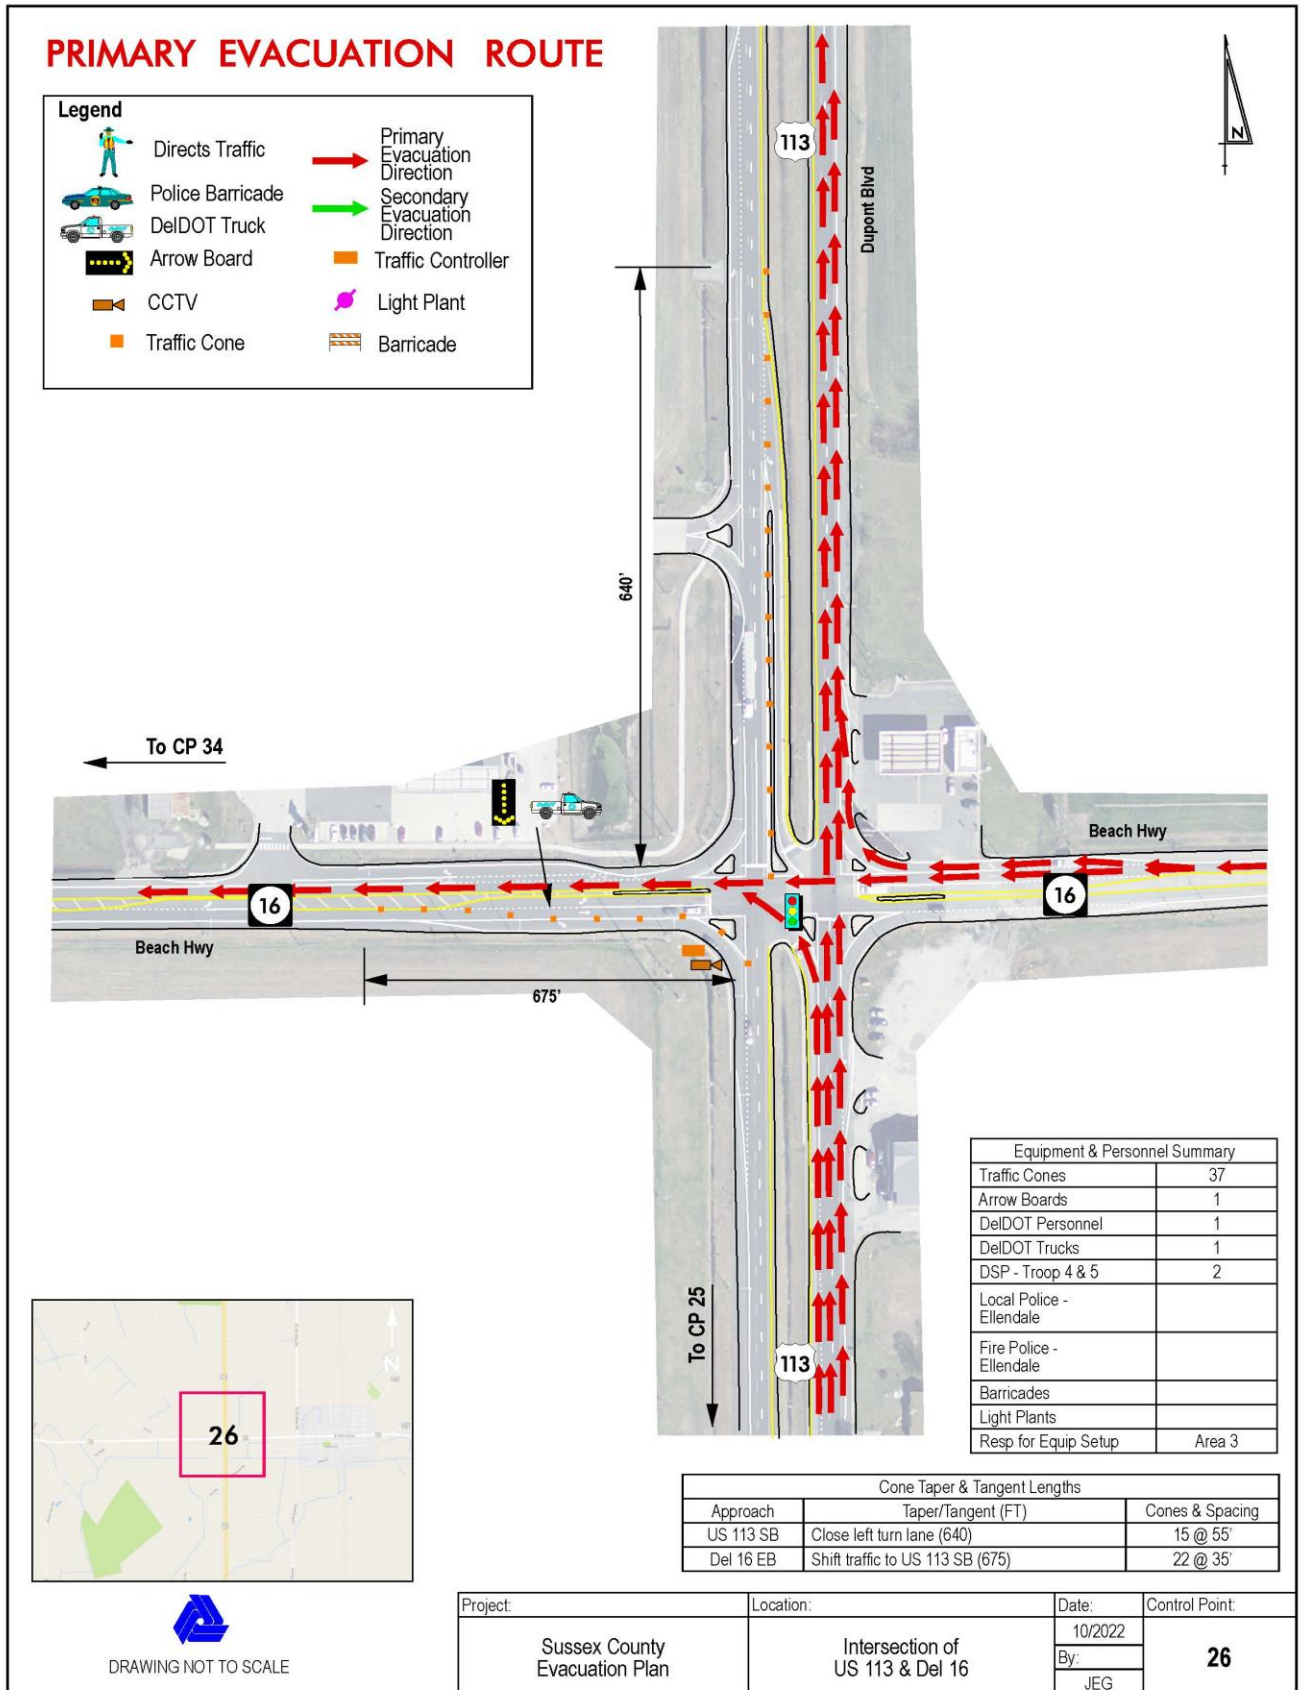 PRIMARY EVACUATION ROUTE
Legend
Directs Traffic
Police Barricade
DelDOT Truck
Arrow Board
CCTV
Traffic Cone
Primary
Evacuation
Direction
Secondary
Evacuation
Direction
Traffic Controller
Light Plant
Barricade
N
113
Dupont Blvd
640'
To CP 34
Beach Hwy
16
16
Beach Hwy
675'
To CP 25
113
Equipment & Personnel Summary
Traffic Cones 37
Arrow Boards 1
DelDOT Personnel 1
DelDOT Trucks 1
DSP - Troop 4 & 5 2
Local Police -
Ellendale
Fire Police -
Ellendale
Barricades
Light Plants
Resp for Equip Setup Area 3
N
26
Cone Taper & Tangent Lengths
Approach Taper/Tangent (FT) Cones & Spacing
US 113 SB Close left turn lane (640) 15 @ 55'
Del 16 EB Shift traffic to US 113 SB (675) 22 @ 35'
DRAWING NOT TO SCALE
Project:
Sussex County
Evacuation Plan
Location:
Intersection of
US 113 & Del 16
Date:
10/2022
By:
JEG
Control Point:
26